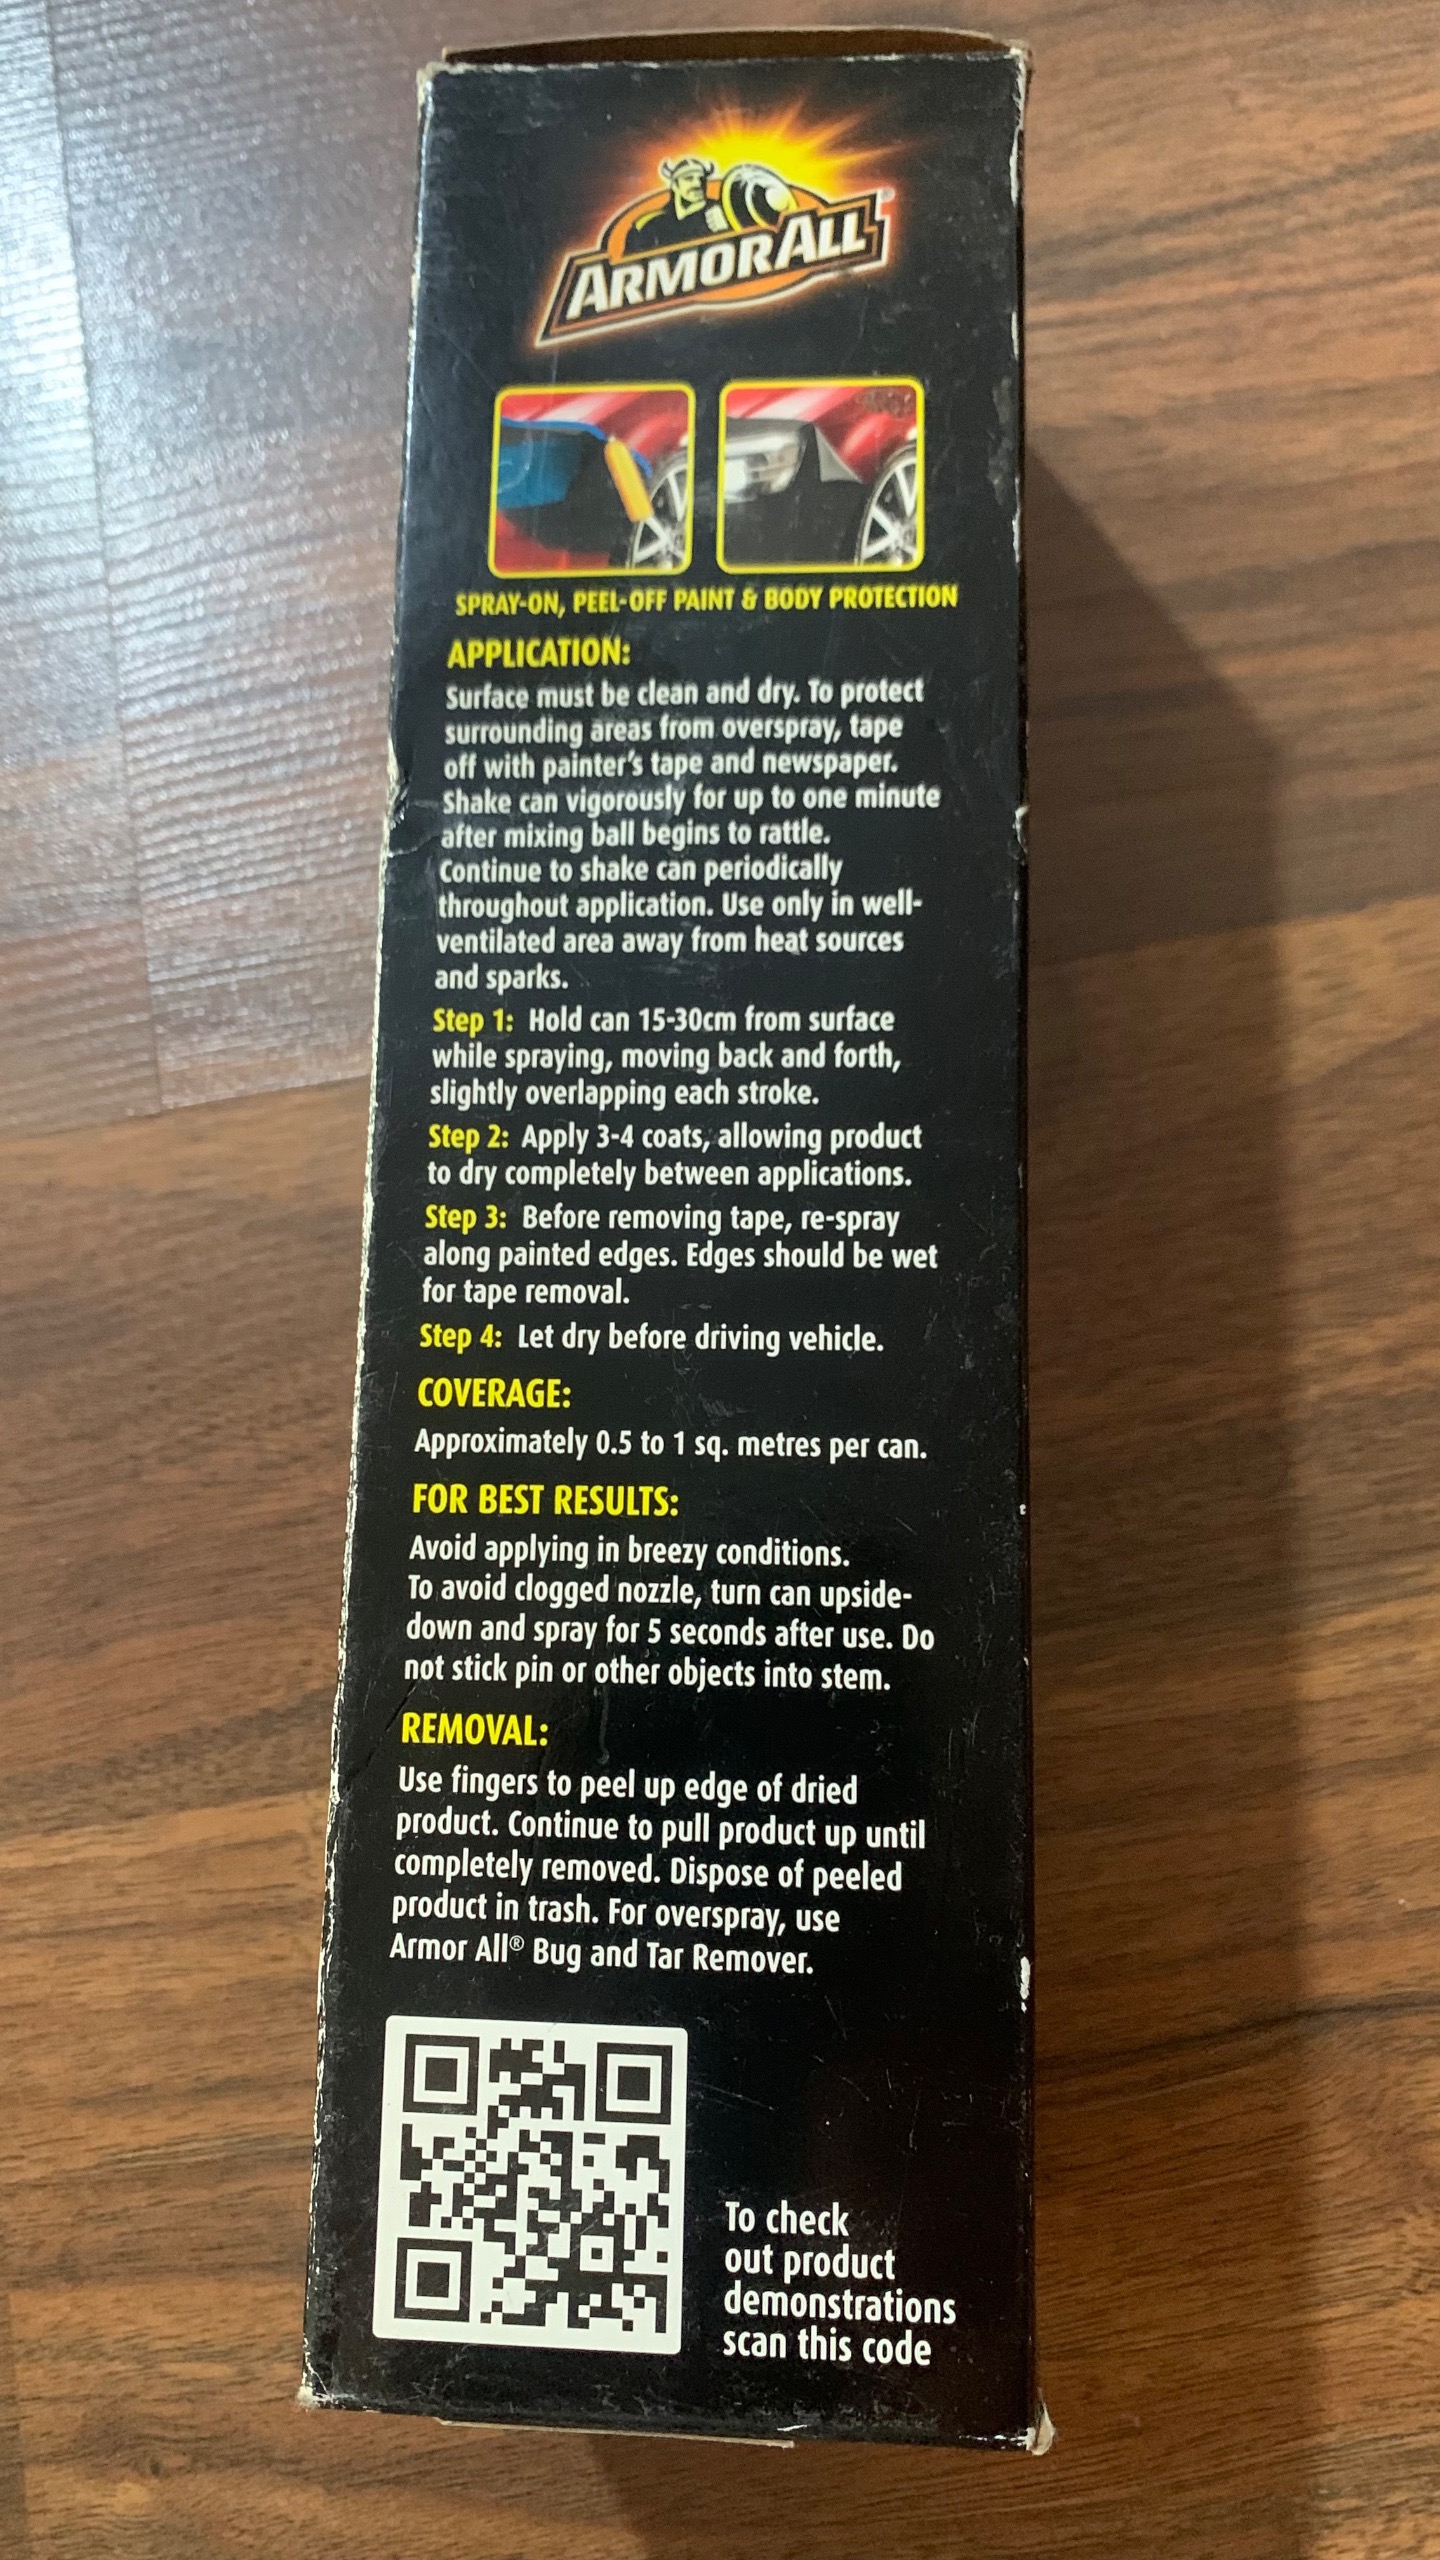 ARMORALL®
SPRAY-ON, PEEL-OFF PAINT & BODY PROTECTION
APPLICATION:
Surface must be clean and dry. To protect
surrounding areas from overspray, tape
off with painter's tape and newspaper.
Shake can vigorously for up to one minute
after mixing ball begins to rattle.
Continue to shake can periodically
throughout application. Use only in well-
ventilated area away from heat sources
and sparks.
Step 1: Hold can 15-30cm from surface
while spraying, moving back and forth,
slightly overlapping each stroke.
Step 2: Apply 3-4 coats, allowing product
to dry completely between applications.
Step 3: Before removing tape, re-spray
along painted edges. Edges should be wet
for tape removal.
Step 4: Let dry before driving vehicle.
COVERAGE:
Approximately 0.5 to 1 sq. metres per can.
FOR BEST RESULTS:
Avoid applying in breezy conditions.
To avoid clogged nozzle, turn can upside-
down and spray for 5 seconds after use. Do
not stick pin or other objects into stem.
REMOVAL:
Use fingers to peel up edge of dried
product. Continue to pull product up until
completely removed. Dispose of peeled
product in trash. For overspray, use
Armor All® Bug and Tar Remover.
To check
out product
demonstrations
scan this code